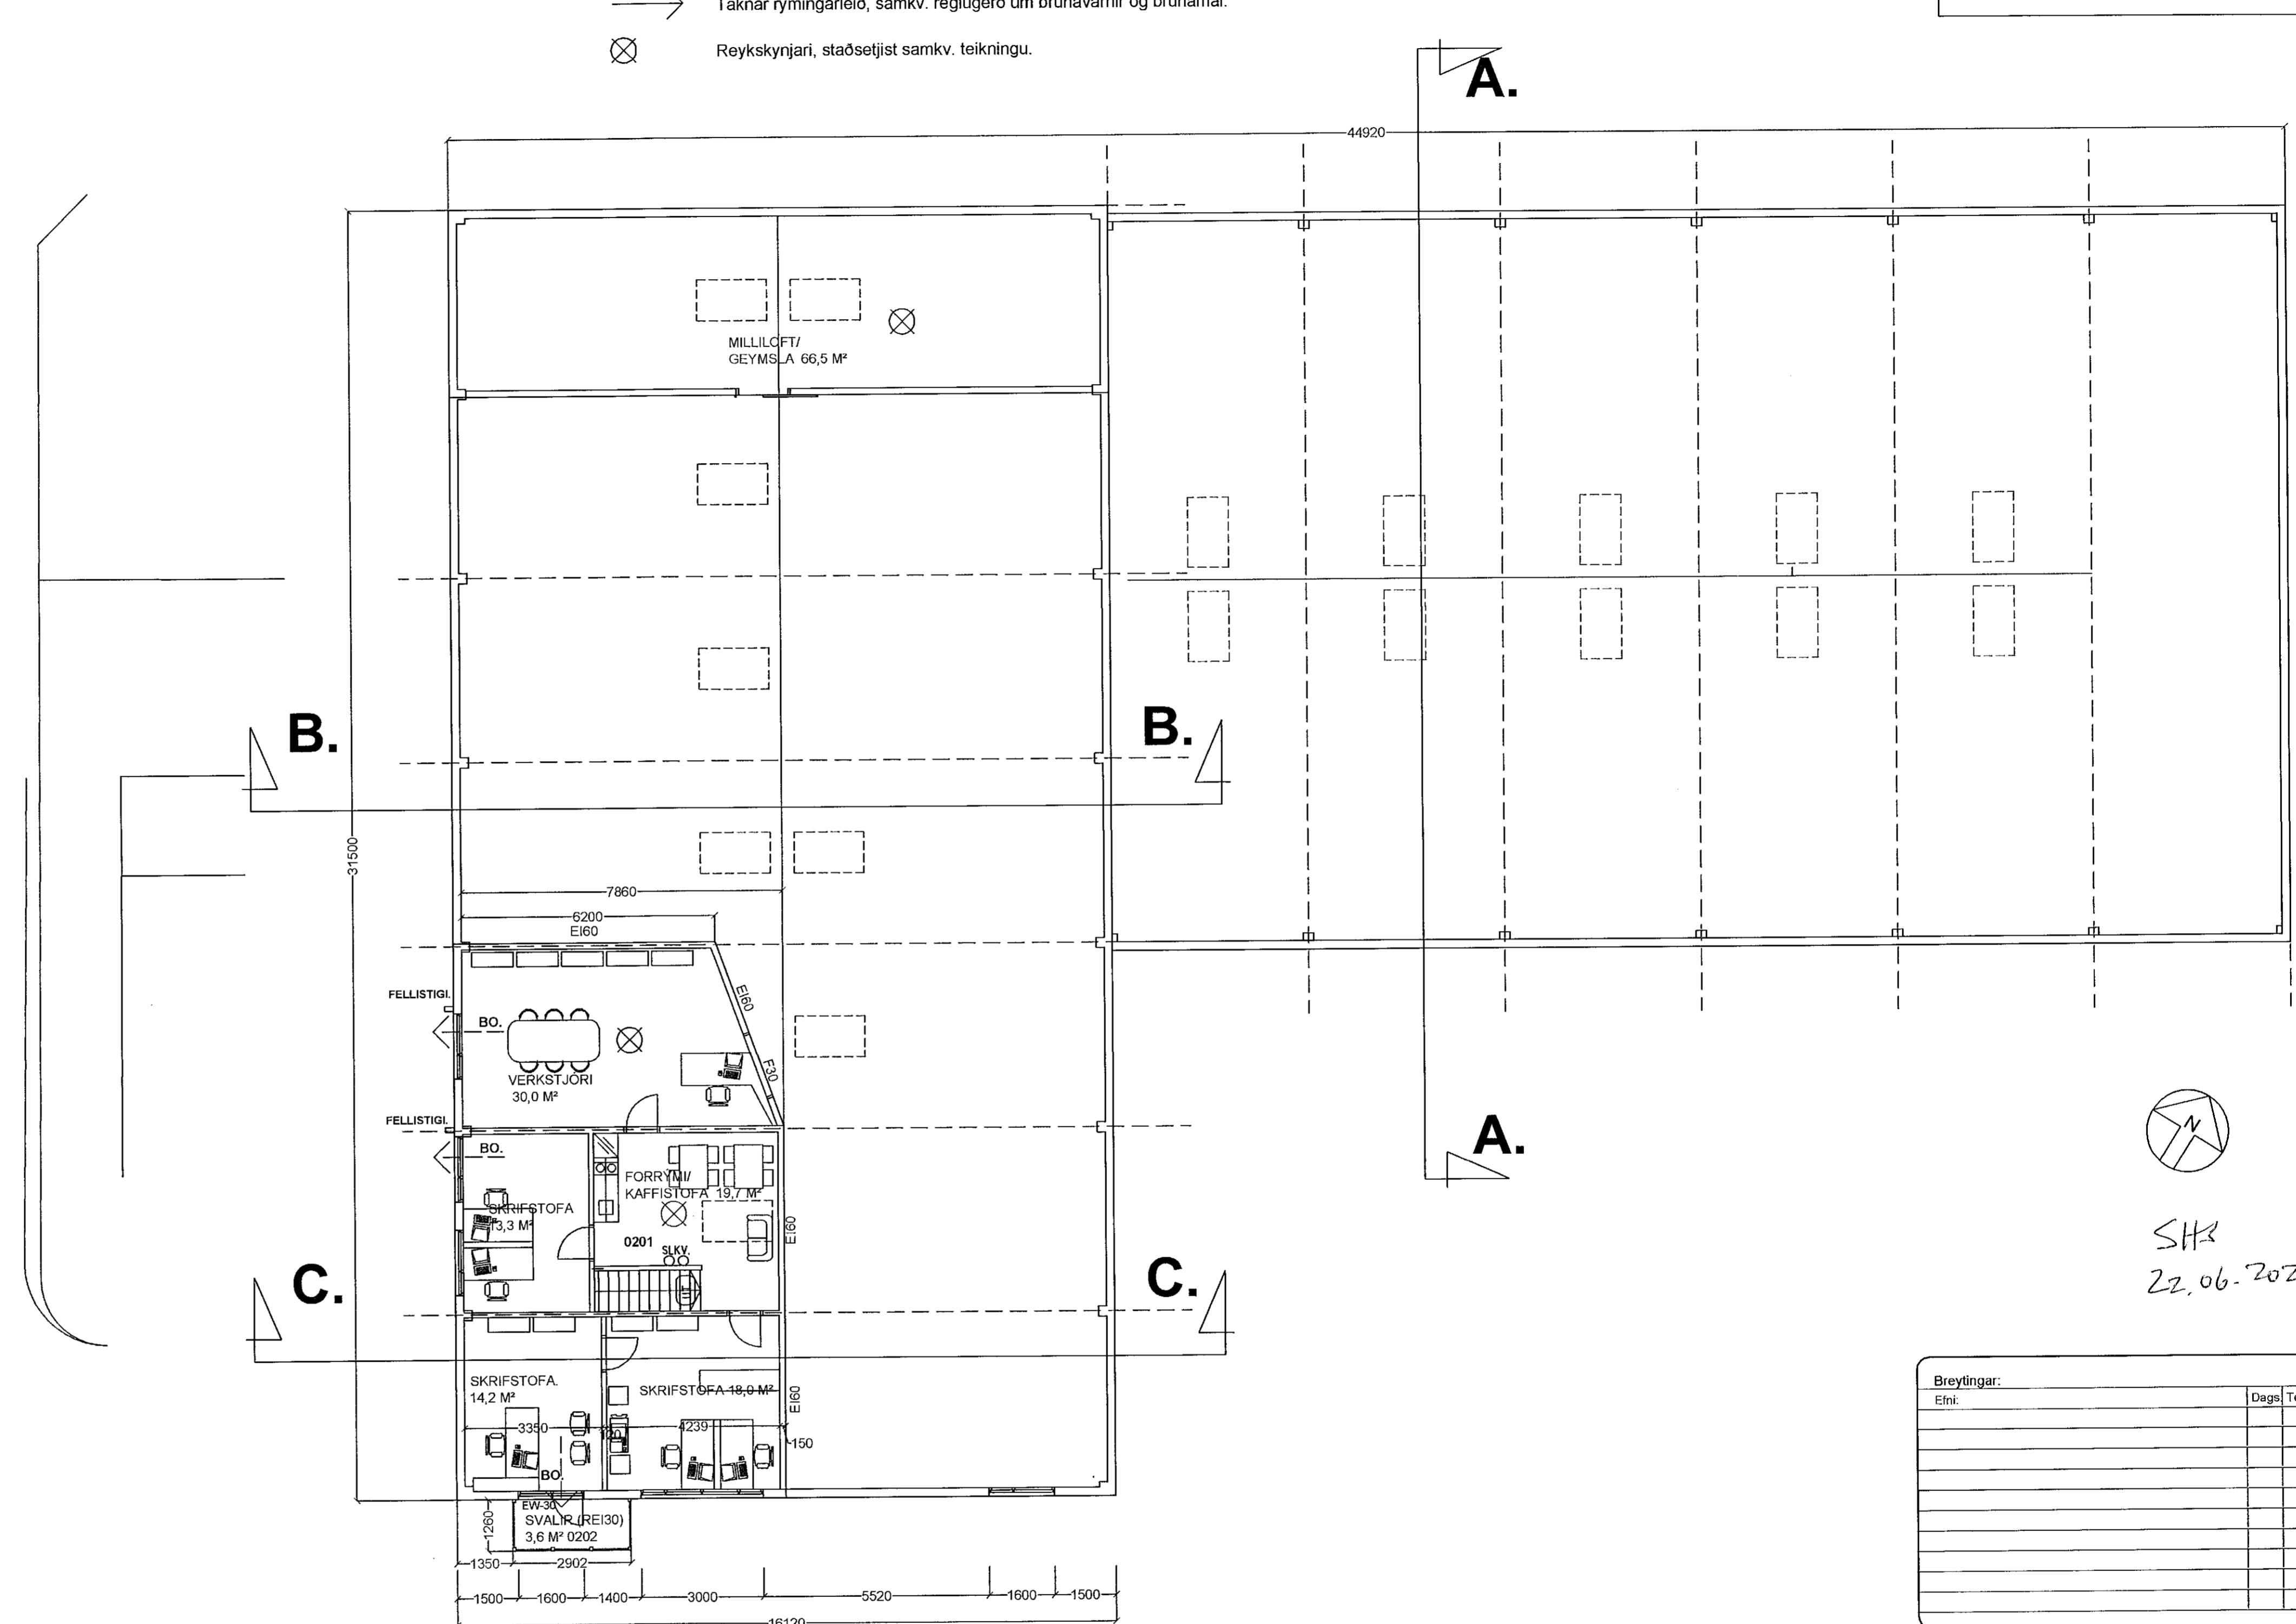 Táknar rýmingarleið, samkv. reglugerð um brunavarnir og brunamál.
Reykskynjari, staðsetjist samkv. teikningu.
A.
44920
MILLILOFT/
GEYMSLA 66,5 M²
B.
B.
31500
7860
6200
EI60
FELLISTIGI.
BO.
EI60
VERKSTJÓRI
30,0 M²
F30
FELLISTIGI.
BO.
A.
N
FORRÝMI/
KAFFISTOFA 19,7 M²
SKRIFSTOFA
13,3 M²
EI60
0201
SLKV.
C.
C.
22.06.202
SKRIFSTOFA.
14,2 M²
SKRIFSTOFA 18,0 M²
EI60
3350
120
4239
150
BO.
EW-30
SVALIR (REI30)
3,6 M² 0202
1260
1350
2902
1500
1600
1400
3000
5520
1600
1500
16120
Breytingar:
Efni:
Dags.